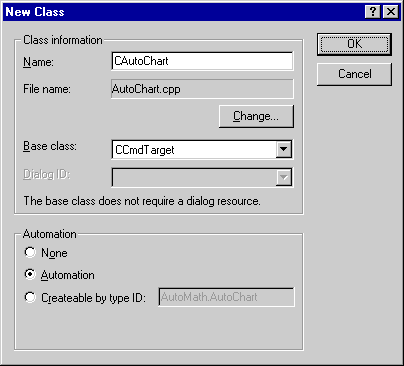 New Class
Class information
Name: CAutoChart
File name: AutoChart.cpp
Change...
Base class: CCmdTarget
Dialog ID:
The base class does not require a dialog resource.
Automation
None
Automation
Createable by type ID: AutoMath.AutoChart
OK
Cancel